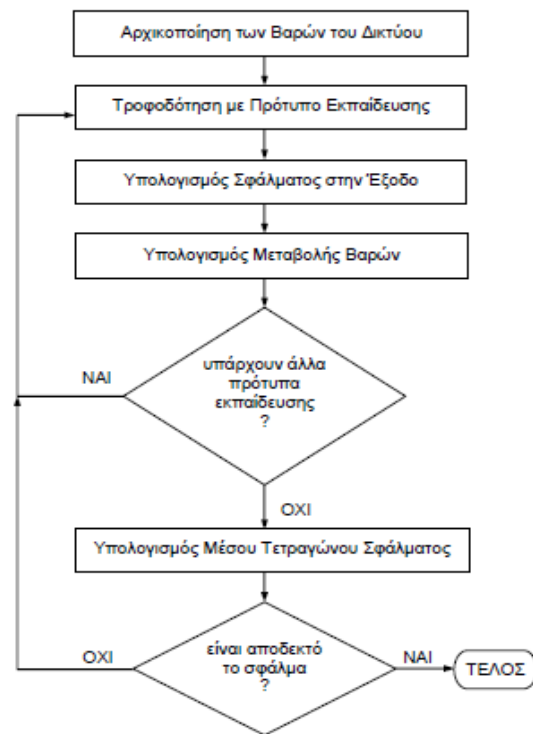 Αρχικοποίηση των Βαρών του Δικτύου
Τροφοδότηση με Πρότυπο Εκπαίδευσης
Υπολογισμός Σφάλματος στην Έξοδο
Υπολογισμός Μεταβολής Βαρών
ΝΑΙ
υπάρχουν άλλα
πρότυπα
εκπαίδευσης
?
ΟΧΙ
Υπολογισμός Μέσου Τετραγώνου Σφάλματος
ΟΧΙ
είναι αποδεκτό
το σφάλμα
?
ΝΑΙ
ΤΕΛΟΣ